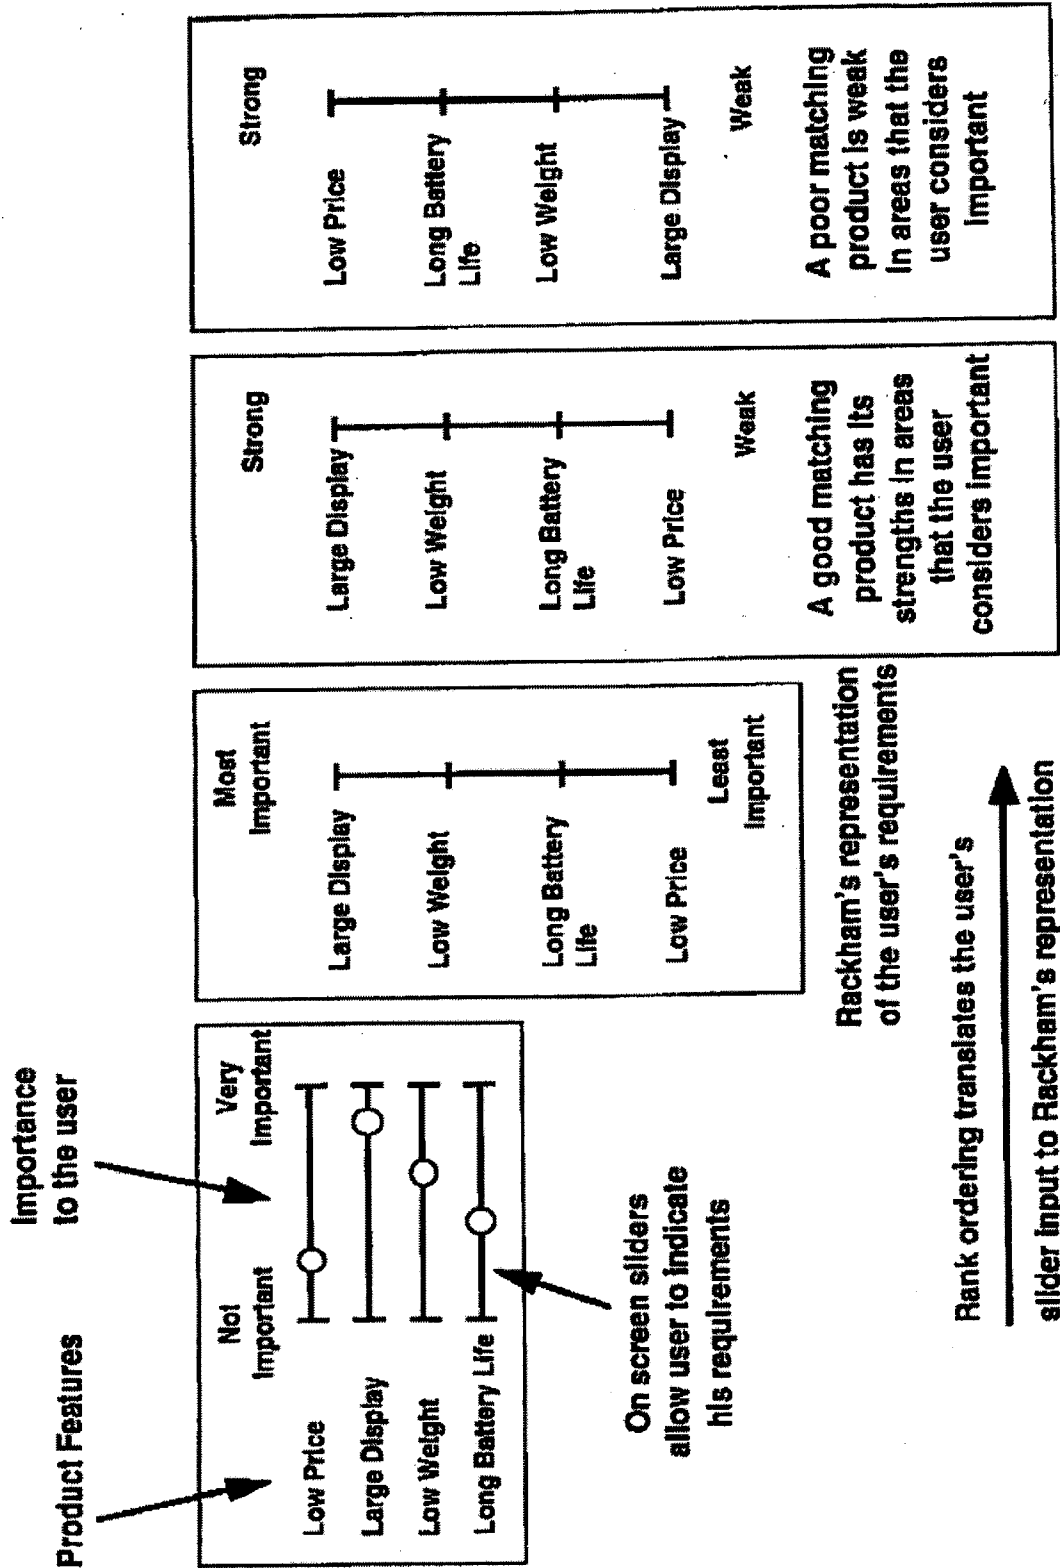 Product Features
Importance
to the user
Not
Important
Very
Important
Low Price
Large Display
Low Weight
Long Battery Life
On screen sliders
allow user to indicate
his requirements
Most
Important
Large Display
Low Weight
Long Battery
Life
Low Price
Least
Important
Rackham's representation
of the user's requirements
Rank ordering translates the user's
slider input to Rackham's representation
Strong
Large Display
Low Weight
Long Battery
Life
Low Price
Weak
A good matching
product has its
strengths in areas
that the user
considers important
Strong
Low Price
Long Battery
Life
Low Weight
Large Display
Weak
A poor matching
product is weak
in areas that the
user considers
important